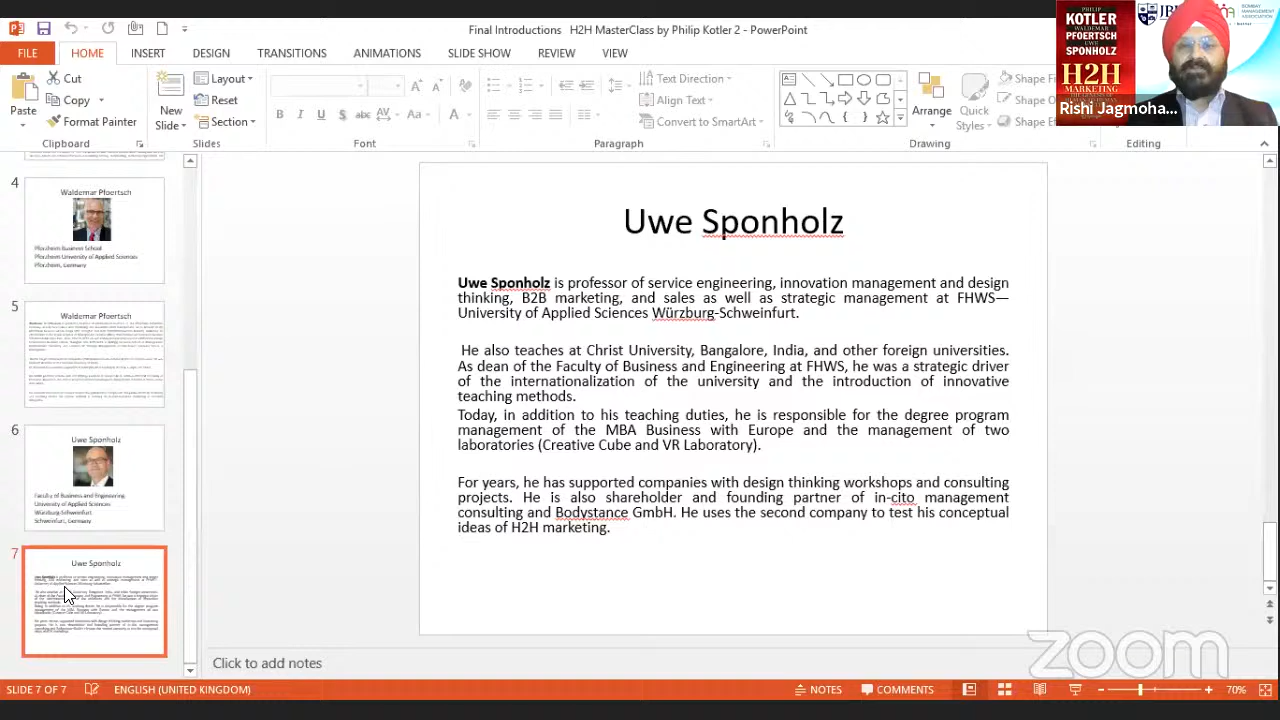 Final Introductions H2H MasterClass by Philip Kotler 2 - PowerPoint
FILE HOME INSERT DESIGN TRANSITIONS ANIMATIONS SLIDE SHOW REVIEW VIEW
Paste
Cut
Copy
Format Painter
Clipboard
New
Slide
Layout
Reset
Section
Slides
Font
Text Direction
Align Text
Convert to SmartArt
Paragraph
Arrange
Quick
Styles
Shape
Shape
Shape
Drawing
Editing
PHILIP
KOTLER
WALDEMAR
PFOERTSCH
UWE
SPONHOLZ
H2H
MARKETING
Rishi Jagmoha...
BOMBAY
MANAGEMENT
ASSOCIATION
4
Waldemar Pfoertsch
Pforzheim Business School
Pforzheim University of Applied Sciences
Pforzheim, Germany
5
Waldemar Pfoertsch
6
Uwe Sponholz
Faculty of Business and Engineering
University of Applied Sciences
Würzburg-Schweinfurt
Schweinfurt, Germany
7
Uwe Sponholz
Uwe Sponholz
Uwe Sponholz is professor of service engineering, innovation management and design
thinking, B2B marketing, and sales as well as strategic management at FHWS—
University of Applied Sciences Würzburg-Schweinfurt.
He also teaches at Christ University, Bangalore, India, and other foreign universities.
As dean of the Faculty of Business and Engineering at FHWS, he was a strategic driver
of the internationalization of the university and the introduction of innovative
teaching methods.
Today, in addition to his teaching duties, he is responsible for the degree program
management of the MBA Business with Europe and the management of two
laboratories (Creative Cube and VR Laboratory).
For years, he has supported companies with design thinking workshops and consulting
projects. He is also shareholder and founding partner of in-cito management
consulting and Bodystance GmbH. He uses the second company to test his conceptual
ideas of H2H marketing.
zoom
Click to add notes
SLIDE 7 OF 7 ENGLISH (UNITED KINGDOM) NOTES COMMENTS 70%